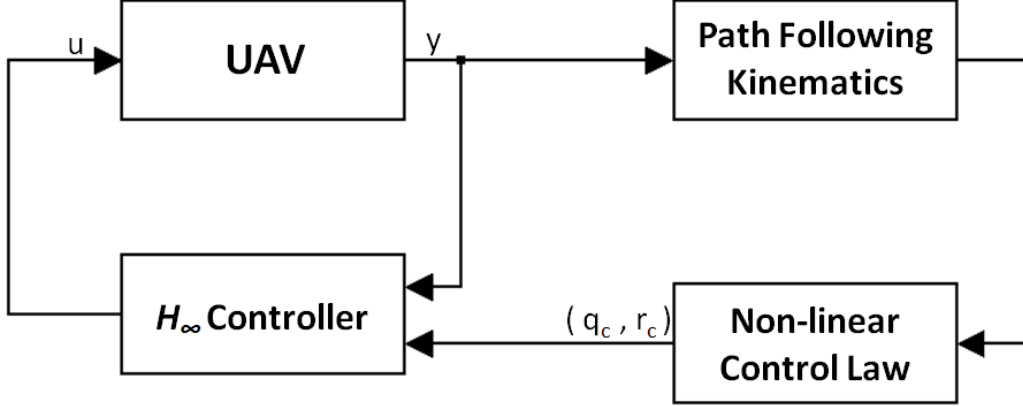 u
UAV
y
Path Following
Kinematics
H∞ Controller
( qc , rc )
Non-linear
Control Law